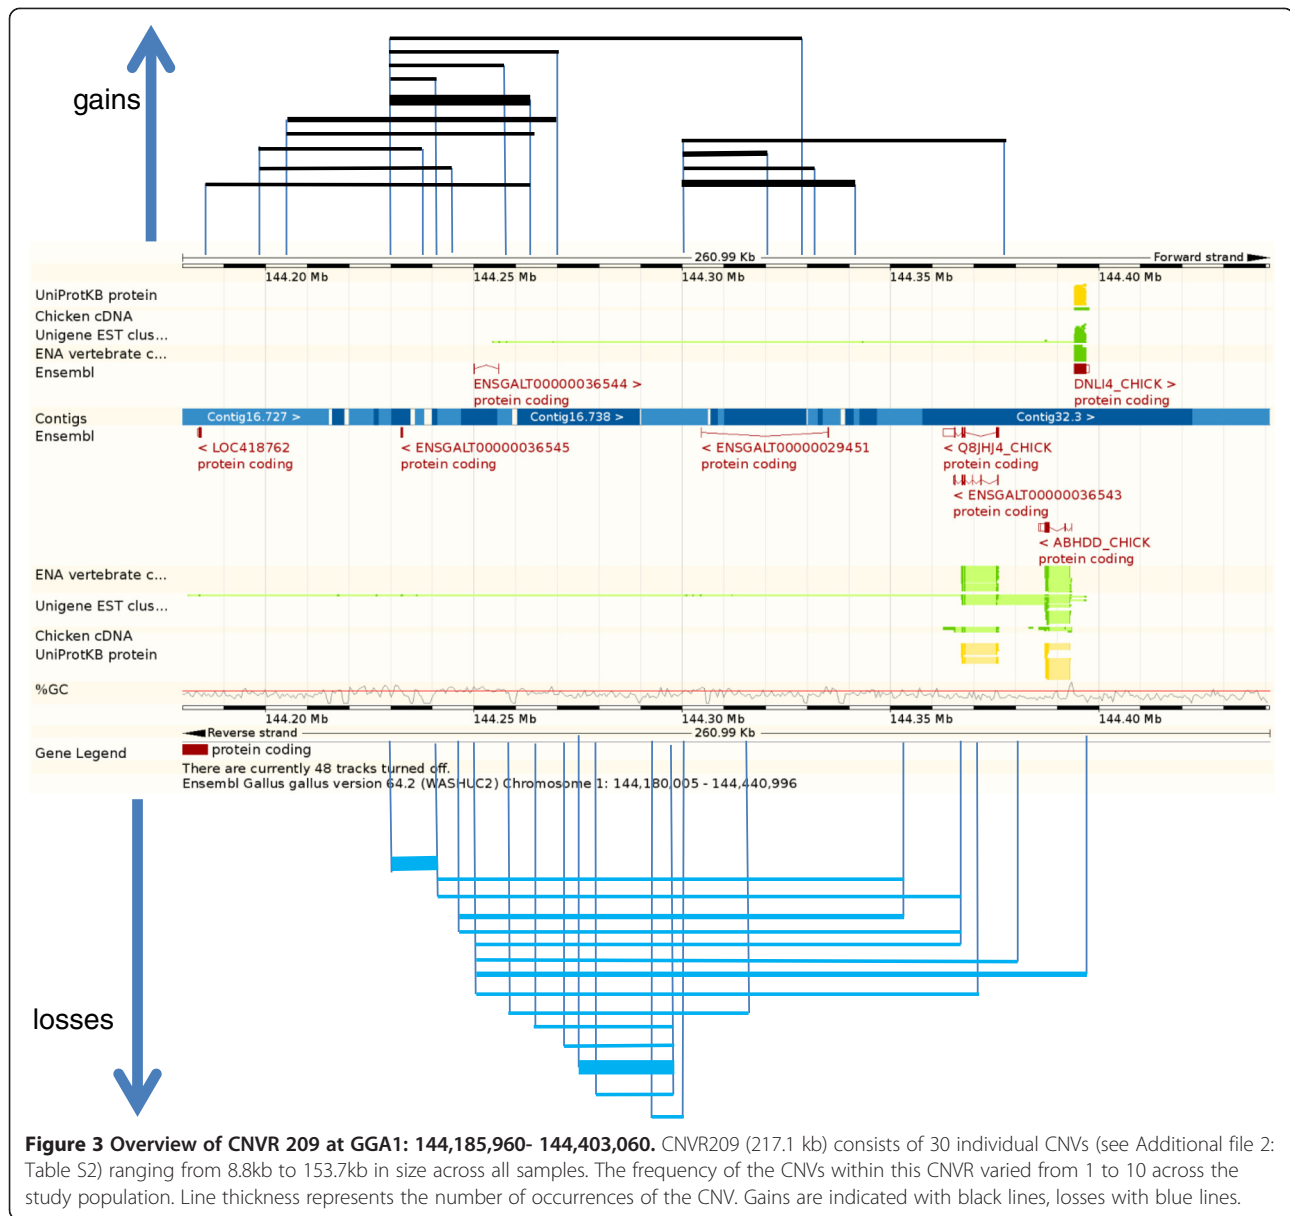 gains
260.99 Kb
Forward strand
144.20 Mb 144.25 Mb 144.30 Mb 144.35 Mb 144.40 Mb
UniProtKB protein
Chicken cDNA
Unigene EST clus...
ENA vertebrate c...
Ensembl
ENSGALT00000036544 >
protein coding
DNLI4_CHICK >
protein coding
Contigs
Contig16.727 > Contig16.738 > Contig32.3 >
Ensembl
< LOC418762
protein coding
< ENSGALT00000036545
protein coding
< ENSGALT00000029451
protein coding
< Q8JHJ4_CHICK
protein coding
< ENSGALT00000036543
protein coding
< ABHDD_CHICK
protein coding
ENA vertebrate c...
Unigene EST clus...
Chicken cDNA
UniProtKB protein
%GC
144.20 Mb 144.25 Mb 144.30 Mb 144.35 Mb 144.40 Mb
Reverse strand
260.99 Kb
Gene Legend
protein coding
There are currently 48 tracks turned off.
Ensembl Gallus gallus version 64.2 (WASHUC2) Chromosome 1: 144,180,005 - 144,440,996
losses
Figure 3 Overview of CNVR 209 at GGA1: 144,185,960- 144,403,060. CNVR209 (217.1 kb) consists of 30 individual CNVs (see Additional file 2:
Table S2) ranging from 8.8kb to 153.7kb in size across all samples. The frequency of the CNVs within this CNVR varied from 1 to 10 across the
study population. Line thickness represents the number of occurrences of the CNV. Gains are indicated with black lines, losses with blue lines.